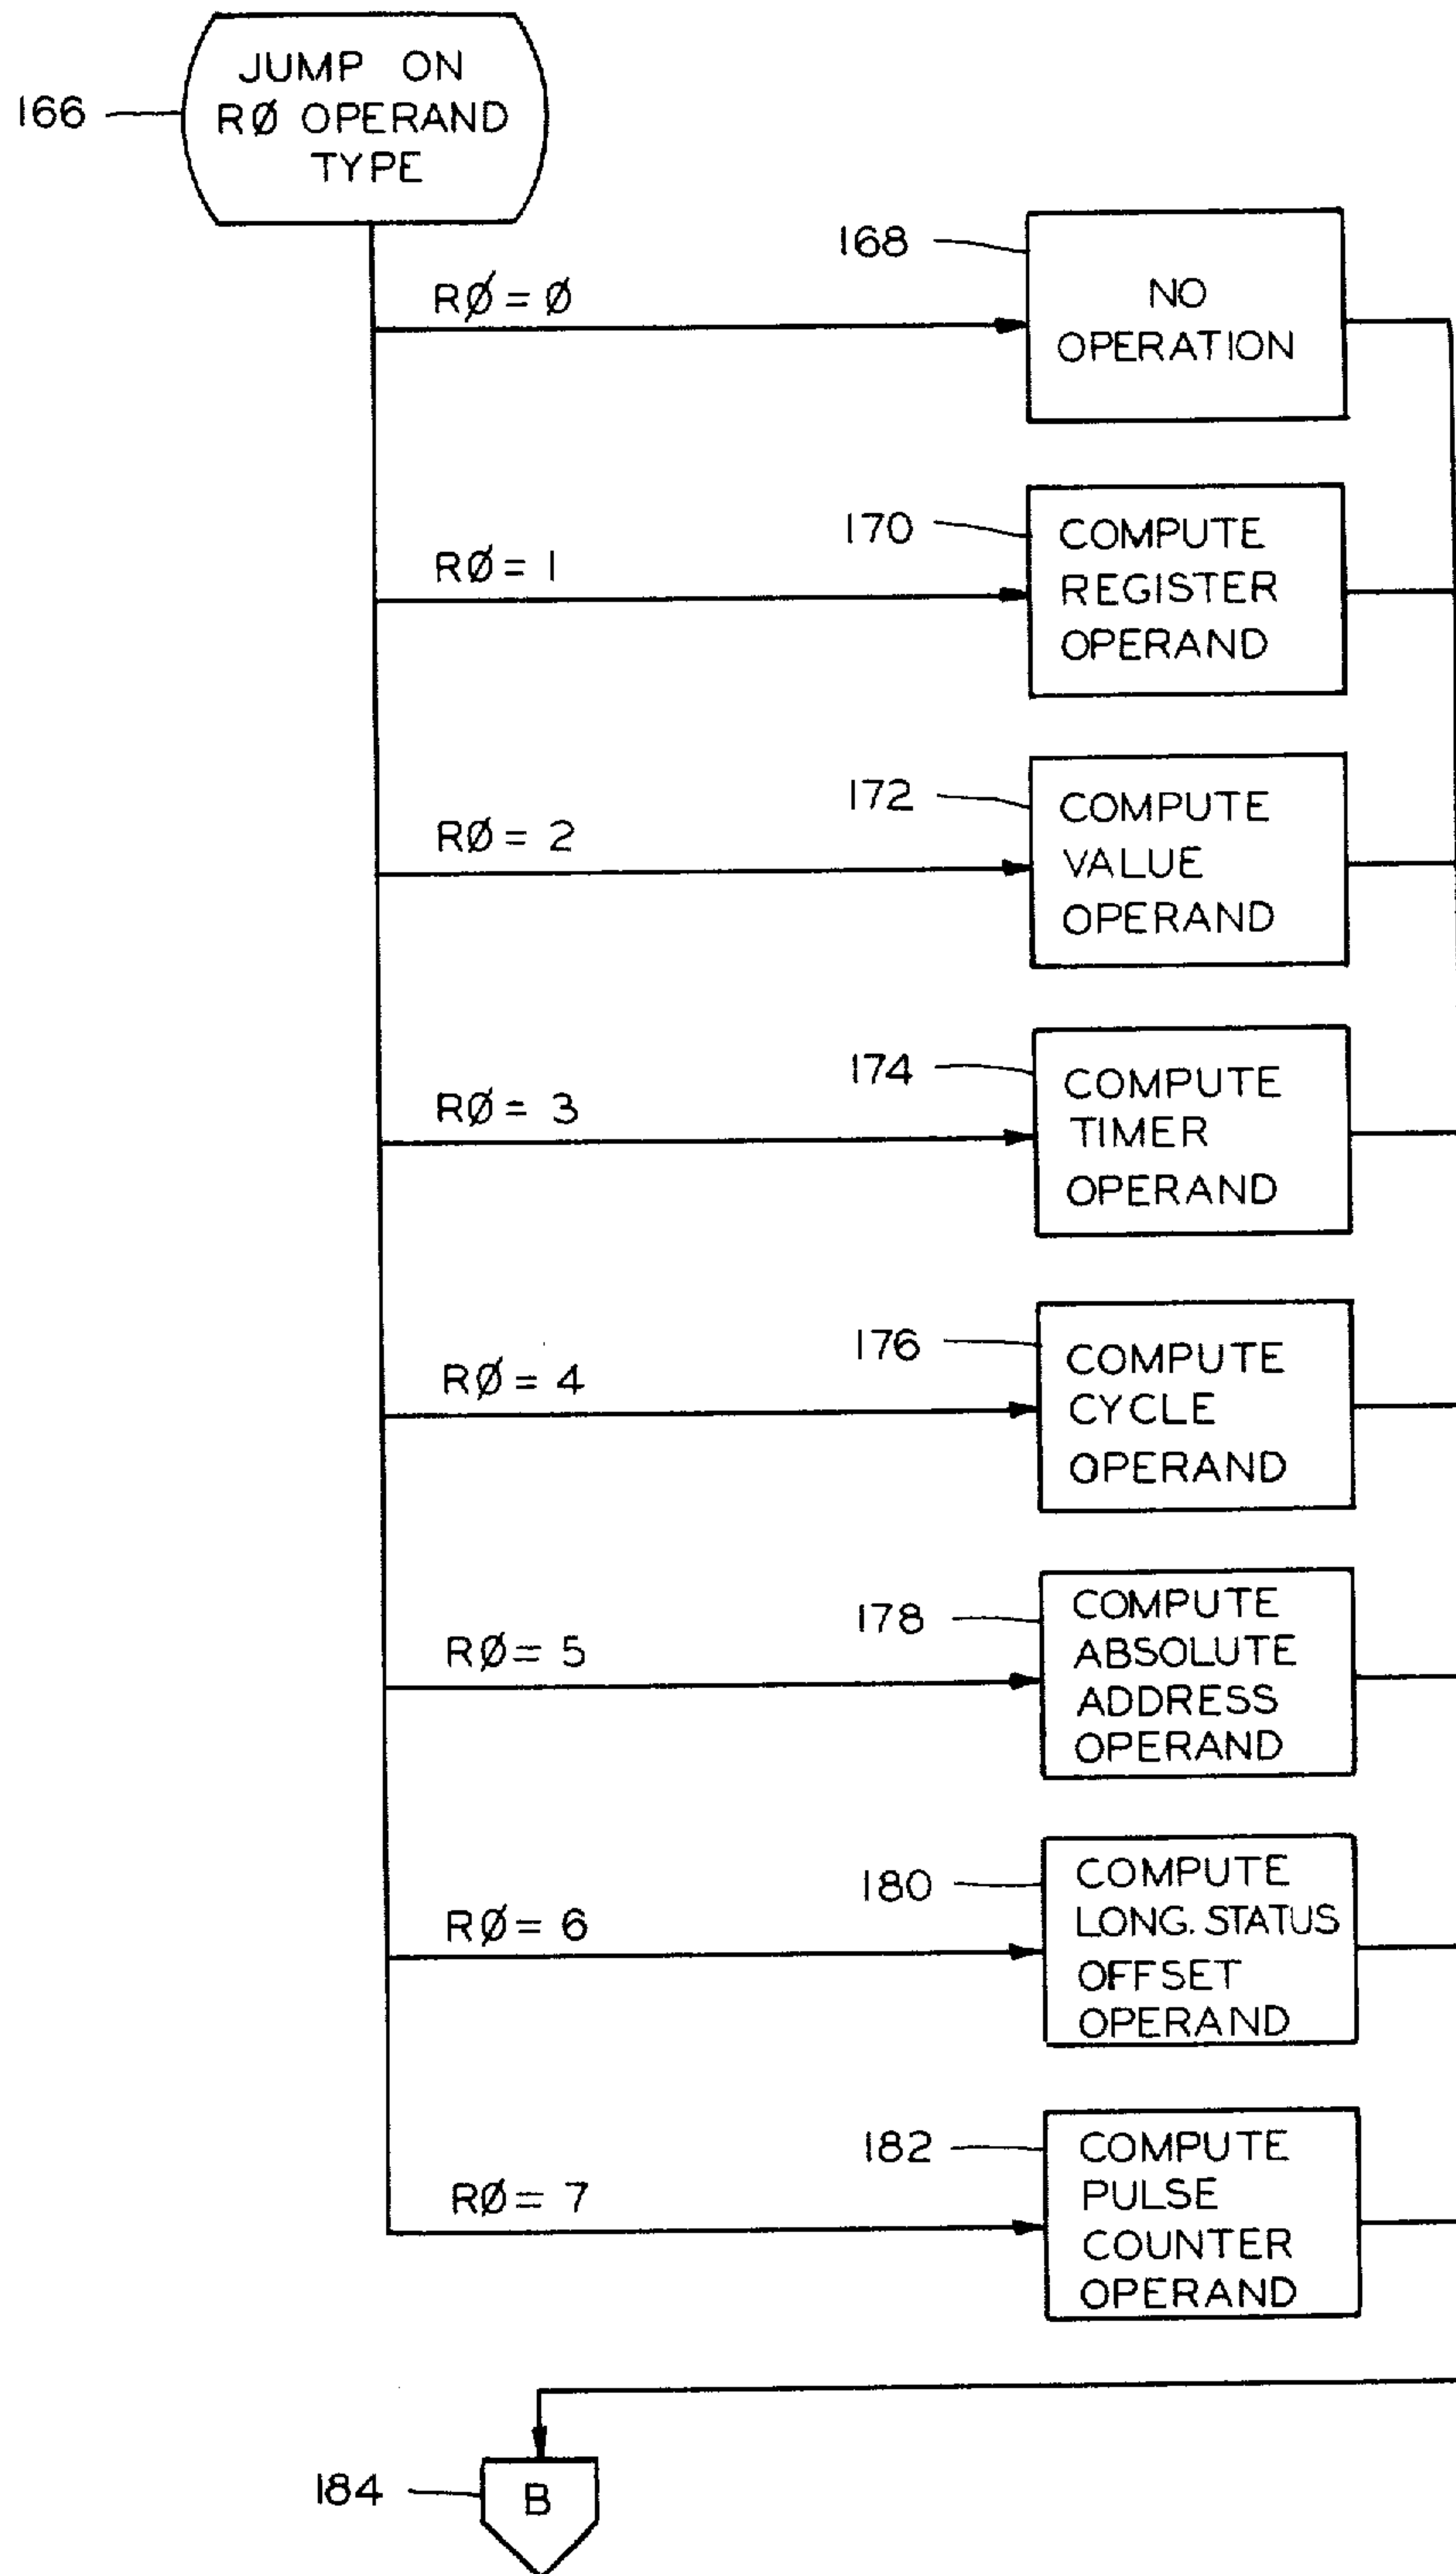 JUMP ON
166
RØ OPERAND
TYPE
168
RØ = Ø
NO
OPERATION
170
COMPUTE
RØ = 1
REGISTER
OPERAND
172
COMPUTE
RØ = 2
VALUE
OPERAND
174
COMPUTE
RØ = 3
TIMER
OPERAND
176
COMPUTE
RØ = 4
CYCLE
OPERAND
178
COMPUTE
RØ = 5
ABSOLUTE
ADDRESS
OPERAND
180
COMPUTE
RØ = 6
LONG. STATUS
OFFSET
OPERAND
182
COMPUTE
RØ = 7
PULSE
COUNTER
OPERAND
184
B